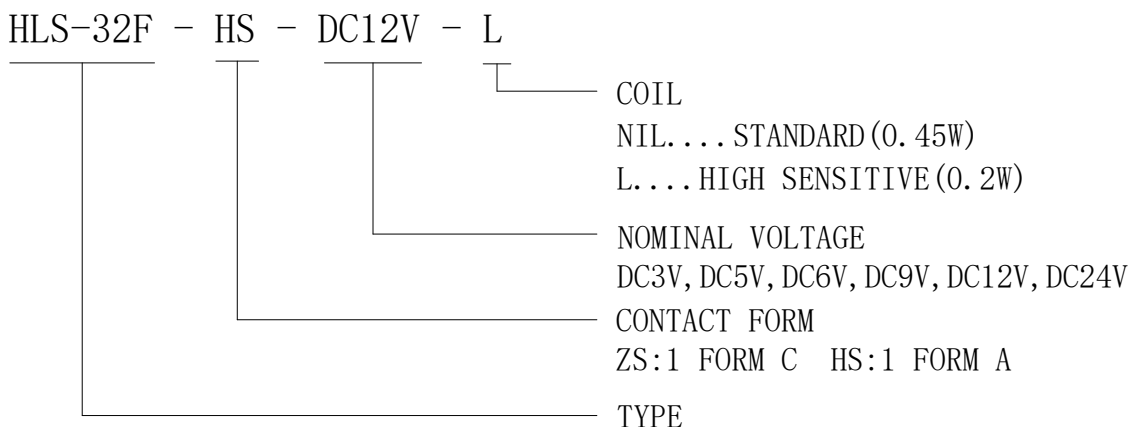 HLS-32F - HS - DC12V - L
COIL
NIL....STANDARD(0.45W)
L....HIGH SENSITIVE(0.2W)
NOMINAL VOLTAGE
DC3V,DC5V,DC6V,DC9V,DC12V,DC24V
CONTACT FORM
ZS:1 FORM C  HS:1 FORM A
TYPE